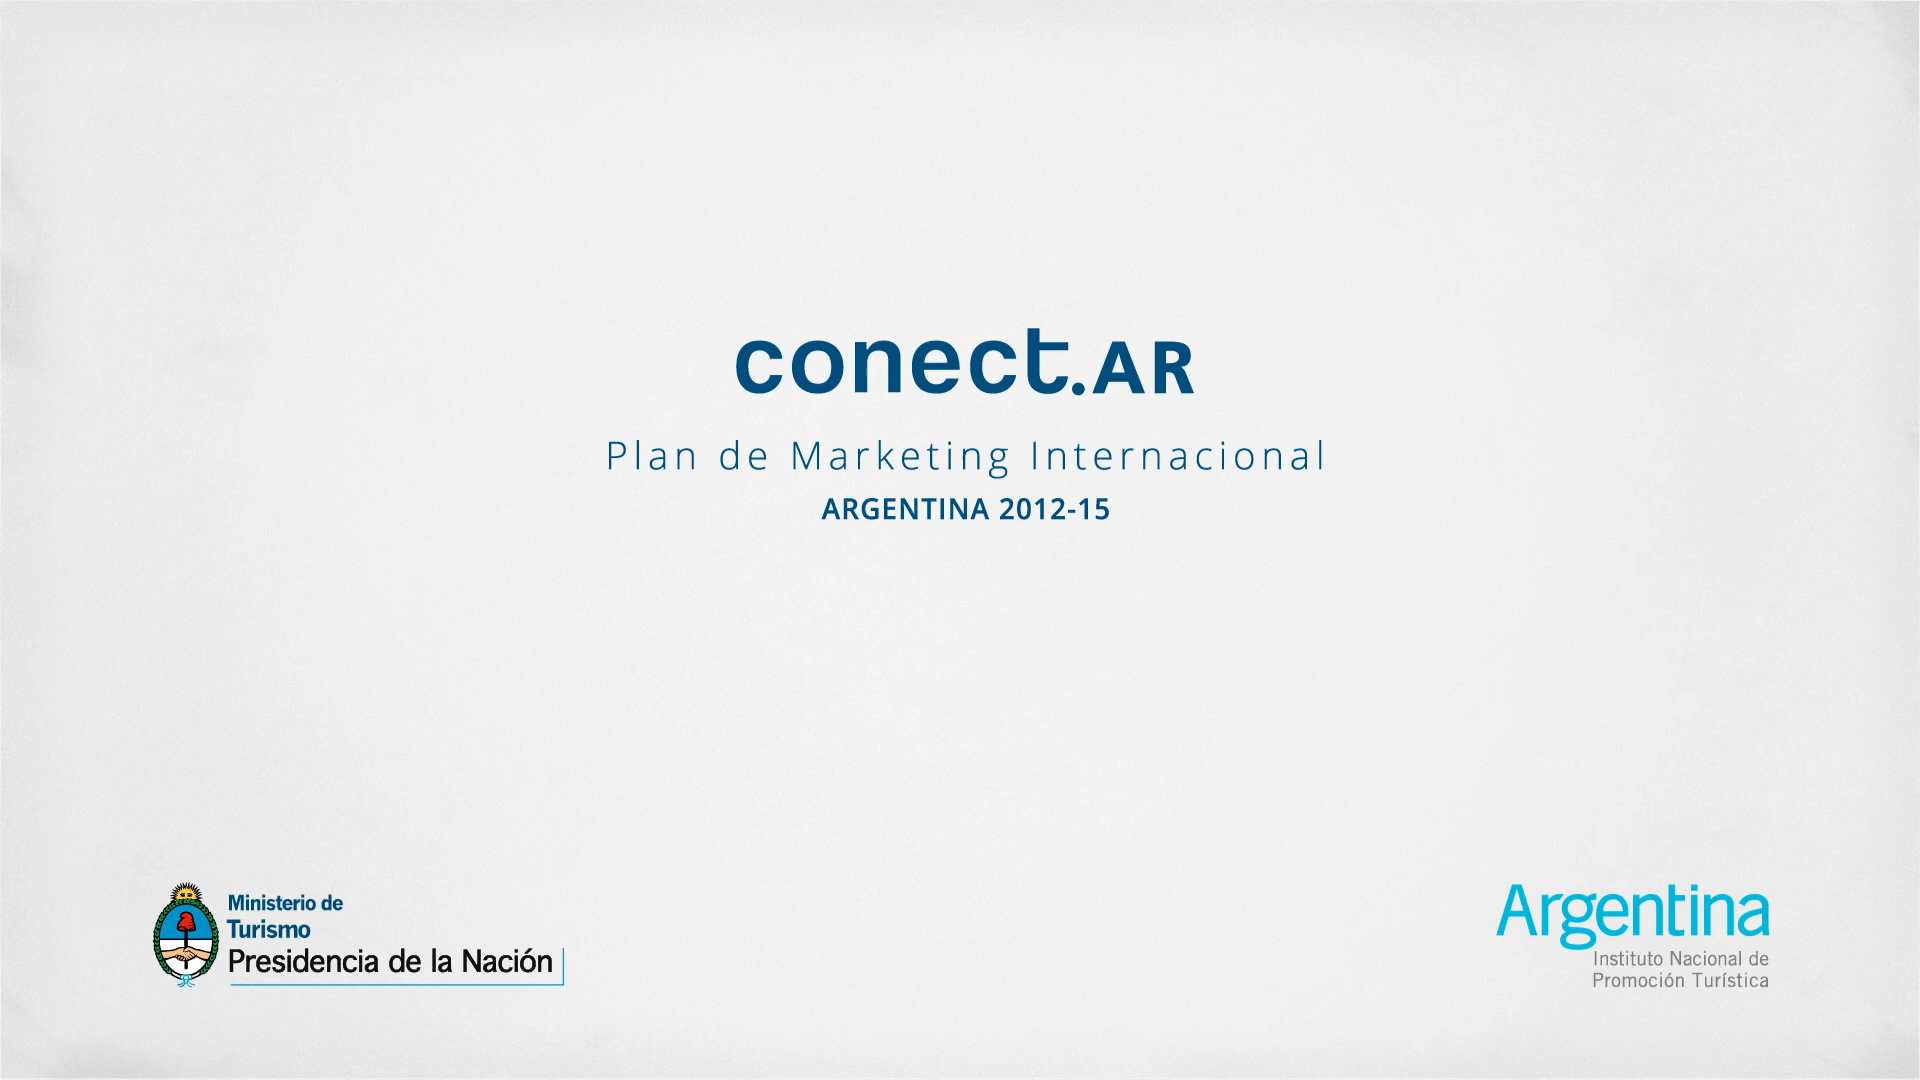 conect.AR
Plan de Marketing Internacional
ARGENTINA 2012-15
Ministerio de
Turismo
Presidencia de la Nación
Argentina
Instituto Nacional de
Promoción Turística